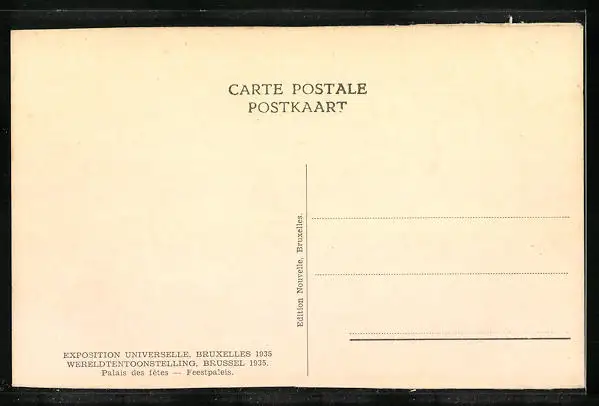 CARTE POSTALE
POSTKAART
Edition Nouvelle, Bruxelles.
EXPOSITION UNIVERSELLE, BRUXELLES 1935
WERELDTENTOONSTELLING, BRUSSEL 1935.
Palais des fêtes — Feestpaleis.